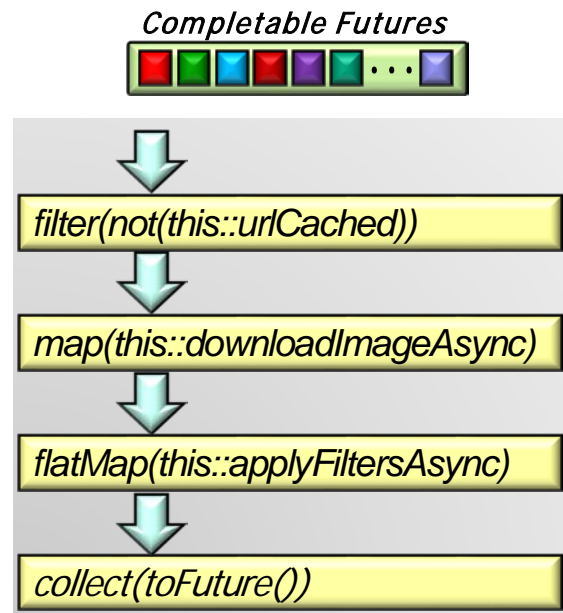 Completable Futures
...
filter(not(this::urlCached))
map(this::downloadImageAsync)
flatMap(this::applyFiltersAsync)
collect(toFuture())